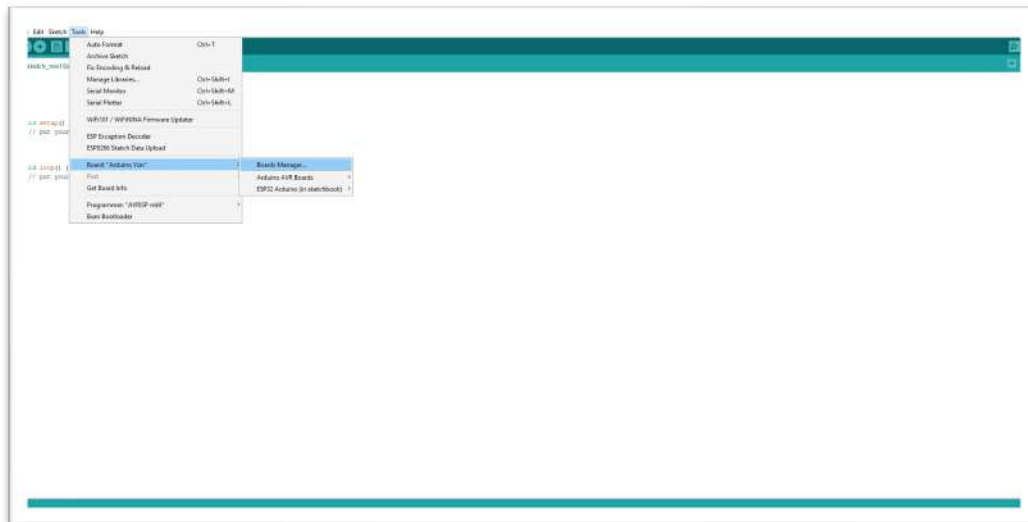 Edit Sketch Tools Help
Auto Format Ctrl+T
Archive Sketch
Fix Encoding & Reload
Manage Libraries... Ctrl+Shift+I
Serial Monitor Ctrl+Shift+M
Serial Plotter Ctrl+Shift+L
WiFi101 / WiFiNINA Firmware Updater
id setup()
// put your
ESP Exception Decoder
ESP8266 Sketch Data Upload
Board: "Arduino Yún"
Boards Manager...
id loop() {
// put your
Port
Arduino AVR Boards
Get Board Info
ESP32 Arduino (in sketchbook)
Programmer: "AVRISP mkII"
Burn Bootloader